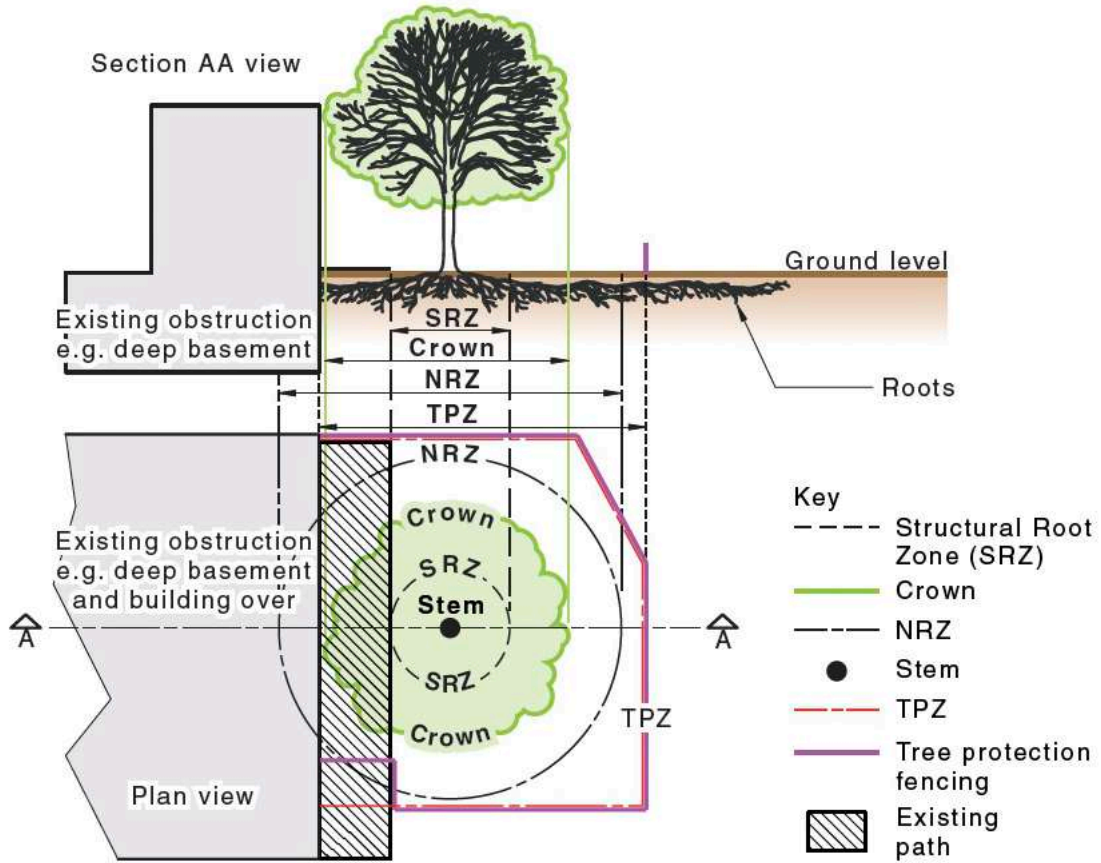 Section AA view
Ground level
Existing obstruction
e.g. deep basement
SRZ
Crown
NRZ
TPZ
Roots
NRZ
Crown
SRZ
Stem
SRZ
Crown
TPZ
Existing obstruction
e.g. deep basement
and building over
A
A
Plan view
Key
Structural Root
Zone (SRZ)
Crown
NRZ
Stem
TPZ
Tree protection
fencing
Existing
path